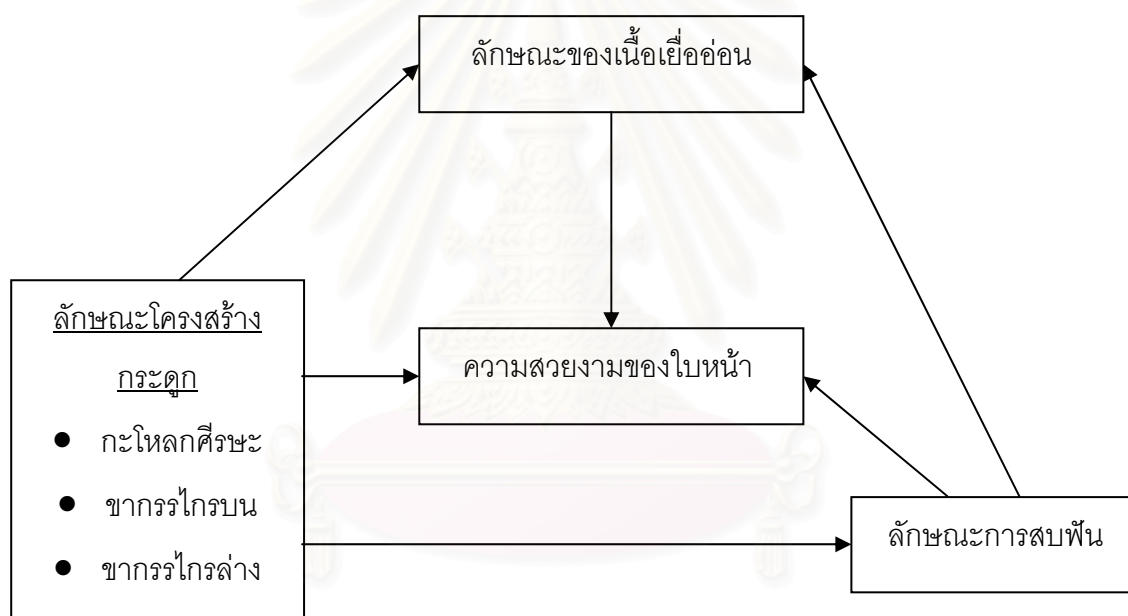 ลักษณะของเนื้อเยื่ออ่อน
ลักษณะโครงสร้าง
กระดูก
● กะโหลกศีรษะ
● ขากรรไกรบน
● ขากรรไกรล่าง
ความสวยงามของใบหน้า
ลักษณะการสบฟัน